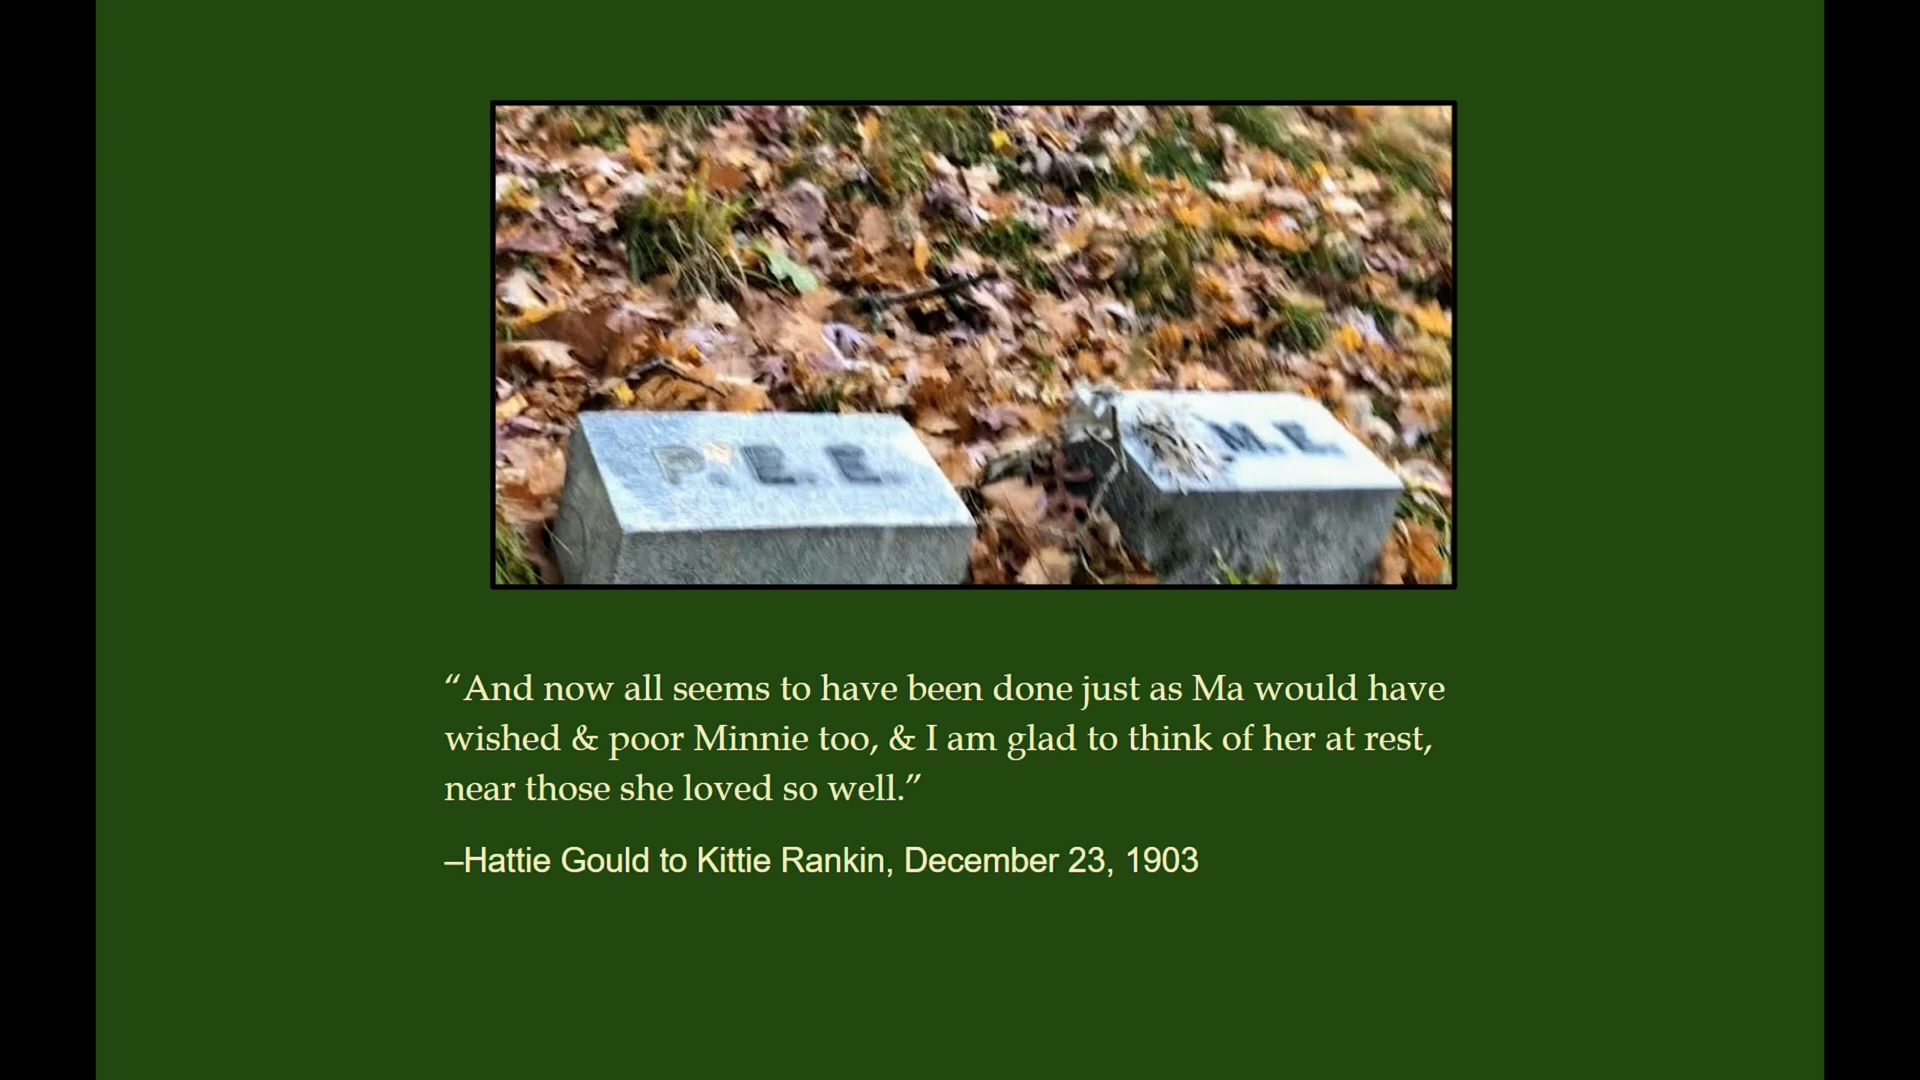 P. E. E.
M. E.
“And now all seems to have been done just as Ma would have
wished & poor Minnie too, & I am glad to think of her at rest,
near those she loved so well.”
–Hattie Gould to Kittie Rankin, December 23, 1903